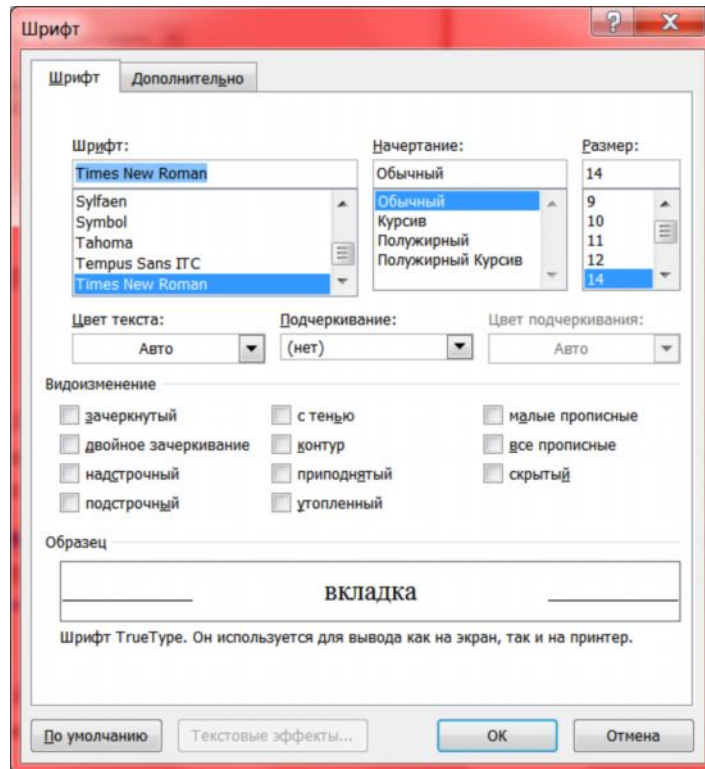 Шрифт
Шрифт Дополнительно
Шрифт: Начертание: Размер:
Times New Roman Обычный 14
Sylfaen Обычный 9
Symbol Курсив 10
Tahoma Полужирный 11
Tempus Sans ITC Полужирный Курсив 12
Times New Roman 14
Цвет текста: Подчеркивание: Цвет подчеркивания:
Авто (нет) Авто
Видоизменение
зачеркнутый с тенью малые прописные
двойное зачеркивание контур все прописные
надстрочный приподнятый скрытый
подстрочный утопленный
Образец
вкладка
Шрифт TrueType. Он используется для вывода как на экран, так и на принтер.
По умолчанию Текстовые эффекты... ОК Отмена